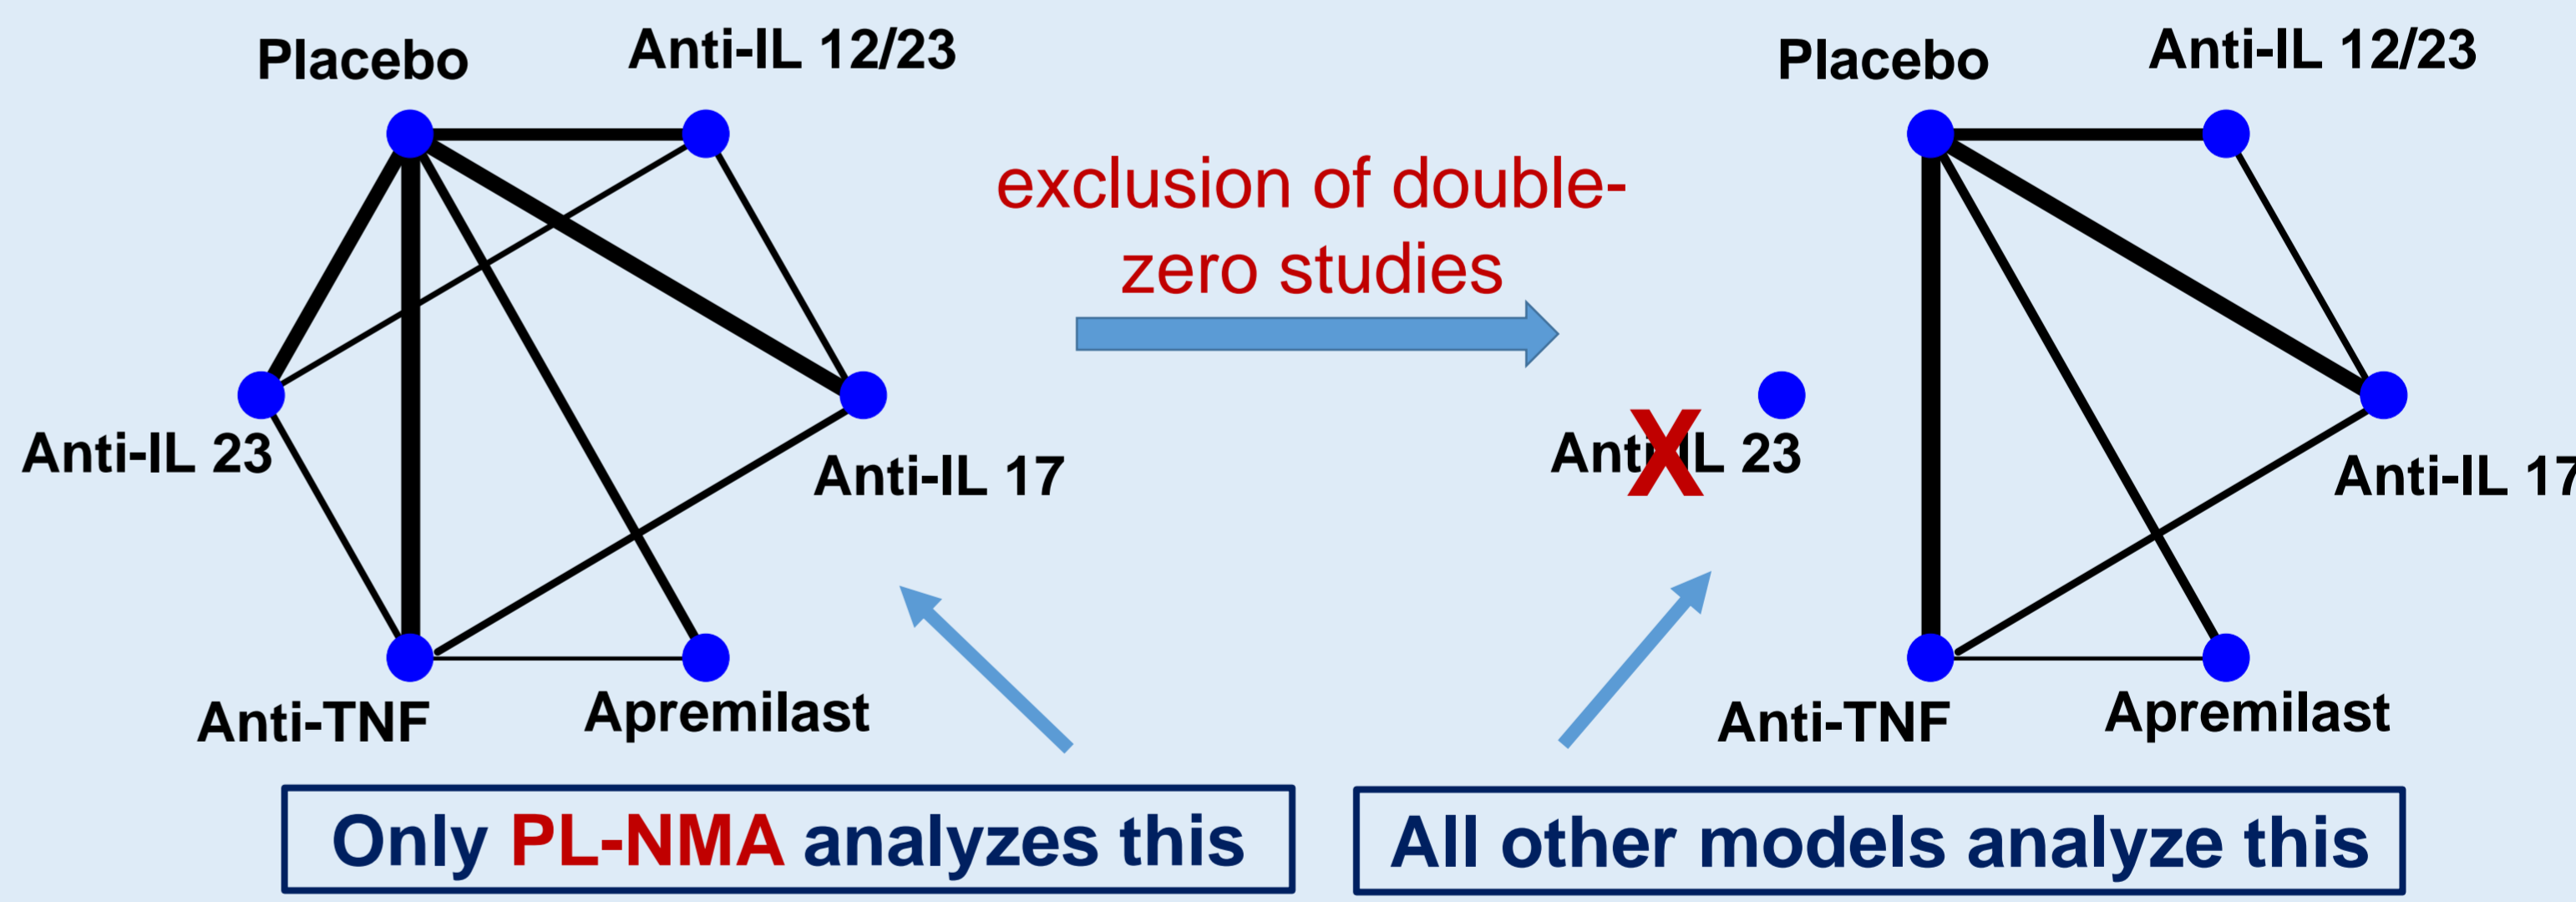 Placebo
Anti-IL 12/23
Anti-IL 23
Anti-IL 17
Anti-TNF
Apremilast
exclusion of double-
zero studies
Placebo
Anti-IL 12/23
Anti-IL 23
X
Anti-IL 17
Anti-TNF
Apremilast
Only PL-NMA analyzes this
All other models analyze this